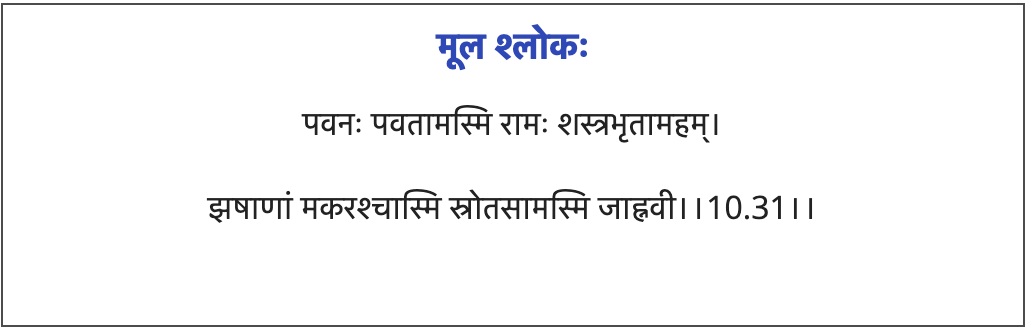 मूल श्लोकः
पवनः पवतामस्मि रामः शस्त्रभृतामहम्।
झषाणां मकरश्चास्मि स्रोतसामस्मि जाह्नवी।।10.31।।